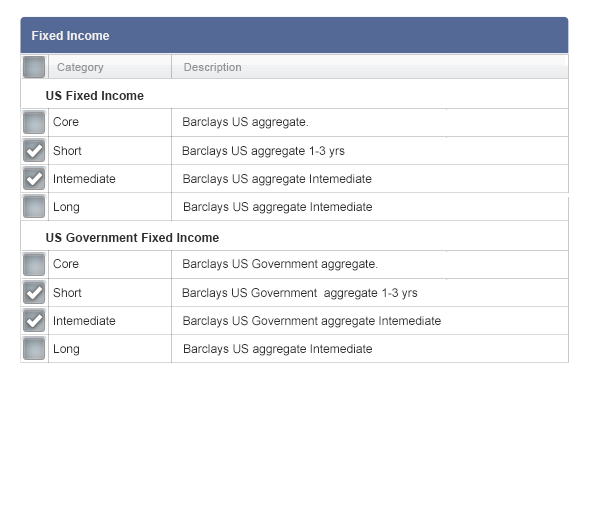 Fixed Income
Category Description
US Fixed Income
Core Barclays US aggregate.
Short Barclays US aggregate 1-3 yrs
Intemediate Barclays US aggregate Intemediate
Long Barclays US aggregate Intemediate
US Government Fixed Income
Core Barclays US Government aggregate.
Short Barclays US Government  aggregate 1-3 yrs
Intemediate Barclays US Government aggregate Intemediate
Long Barclays US aggregate Intemediate